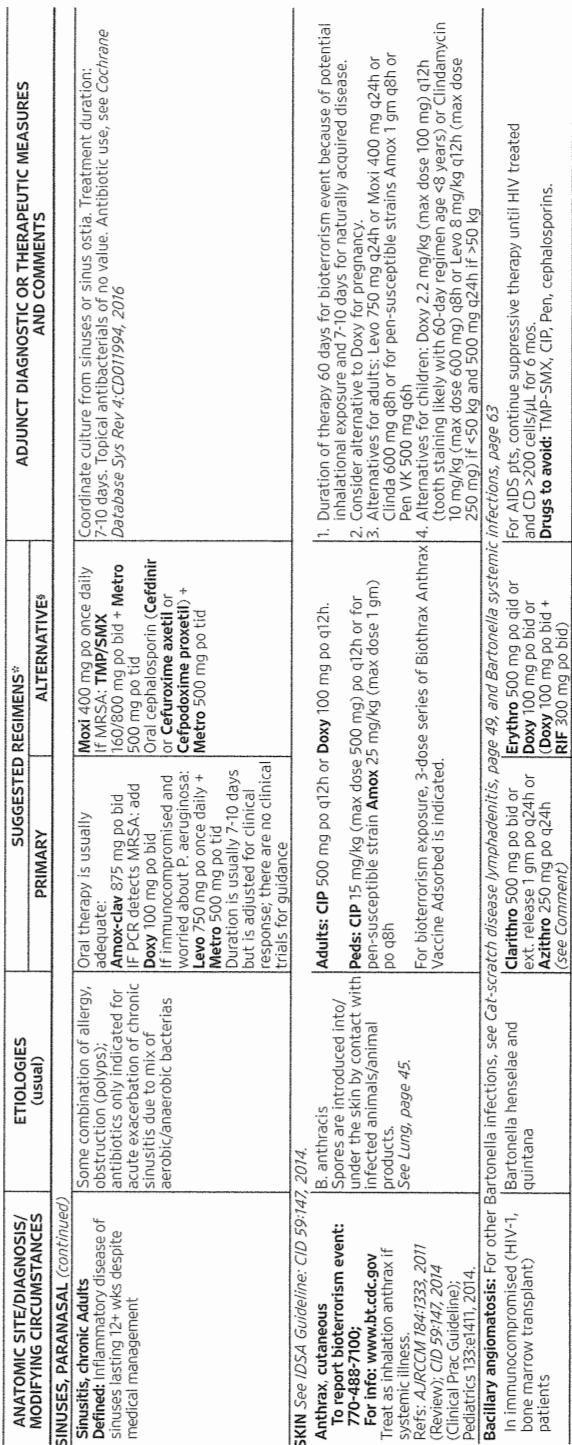 ANATOMIC SITE/DIAGNOSIS/
MODIFYING CIRCUMSTANCES
ETIOLOGIES
(usual)
SUGGESTED REGIMENS*
PRIMARY
ALTERNATIVE§
ADJUNCT DIAGNOSTIC OR THERAPEUTIC MEASURES
AND COMMENTS
SINUSES, PARANASAL (continued)
Sinusitis, chronic Adults
Defined: Inflammatory disease of
sinuses lasting 12+ wks despite
medical management
Some combination of allergy,
obstruction (polyps);
antibiotics only indicated for
acute exacerbation of chronic
sinusitis due to mix of
aerobic/anaerobic bacterias
Oral therapy is usually
adequate:
Amox-clav 875 mg po bid
IF PCR detects MRSA: add
Doxy 100 mg po bid
If immunocompromised and
worried about P. aeruginosa:
Levo 750 mg po once daily +
Metro 500 mg po tid
Duration is usually 7-10 days
but is adjusted for clinical
response; there are no clinical
trials for guidance
Moxi 400 mg po once daily
If MRSA: TMP/SMX
160/800 mg po bid + Metro
500 mg po tid
Oral cephalosporin (Cefdinir
or Cefuroxime axetil or
Cefpodoxime proxetil) +
Metro 500 mg po tid
Coordinate culture from sinuses or sinus ostia. Treatment duration:
7-10 days. Topical antibacterials of no value. Antibiotic use, see Cochrane
Database Sys Rev 4:CD011994, 2016
SKIN See IDSA Guideline: CID 59:147, 2014.
Anthrax, cutaneous
To report bioterrorism event:
770-488-7100;
For info: www.bt.cdc.gov
Treat as inhalation anthrax if
systemic illness.
Refs: AJRCCM 184:1333, 2011
(Review); CID 59:147, 2014
(Clinical Prac Guideline);
Pediatrics 133:e1411, 2014.
B. anthracis
Spores are introduced into/
under the skin by contact with
infected animals/animal
products.
See Lung, page 45.
Adults: CIP 500 mg po q12h or Doxy 100 mg po q12h.
Peds: CIP 15 mg/kg (max dose 500 mg) po q12h or for
pen-susceptible strain Amox 25 mg/kg (max dose 1 gm)
po q8h
For bioterrorism exposure, 3-dose series of Biothrax Anthrax
Vaccine Adsorbed is indicated.
1. Duration of therapy 60 days for bioterrorism event because of potential
inhalational exposure and 7-10 days for naturally acquired disease.
2. Consider alternative to Doxy for pregnancy.
3. Alternatives for adults: Levo 750 mg q24h or Moxi 400 mg q24h or
Clinda 600 mg q8h or for pen-susceptible strains Amox 1 gm q8h or
Pen VK 500 mg q6h
4. Alternatives for children: Doxy 2.2 mg/kg (max dose 100 mg) q12h
(tooth staining likely with 60-day regimen age <8 years) or Clindamycin
10 mg/kg (max dose 600 mg) q8h or Levo 8 mg/kg q12h (max dose
250 mg) if <50 kg and 500 mg q24h if >50 kg
Bacillary angiomatosis: For other Bartonella infections, see Cat-scratch disease lymphadenitis, page 49, and Bartonella systemic infections, page 63
In immunocompromised (HIV-1,
bone marrow transplant)
patients
Bartonella henselae and
quintana
Clarithro 500 mg po bid or
ext. release 1 gm po q24h or
Azithro 250 mg po q24h
(see Comment)
Erythro 500 mg po qid or
Doxy 100 mg po bid or
(Doxy 100 mg po bid +
RIF 300 mg po bid)
For AIDS pts, continue suppressive therapy until HIV treated
and CD >200 cells/µL for 6 mos.
Drugs to avoid: TMP-SMX, CIP, Pen, cephalosporins.